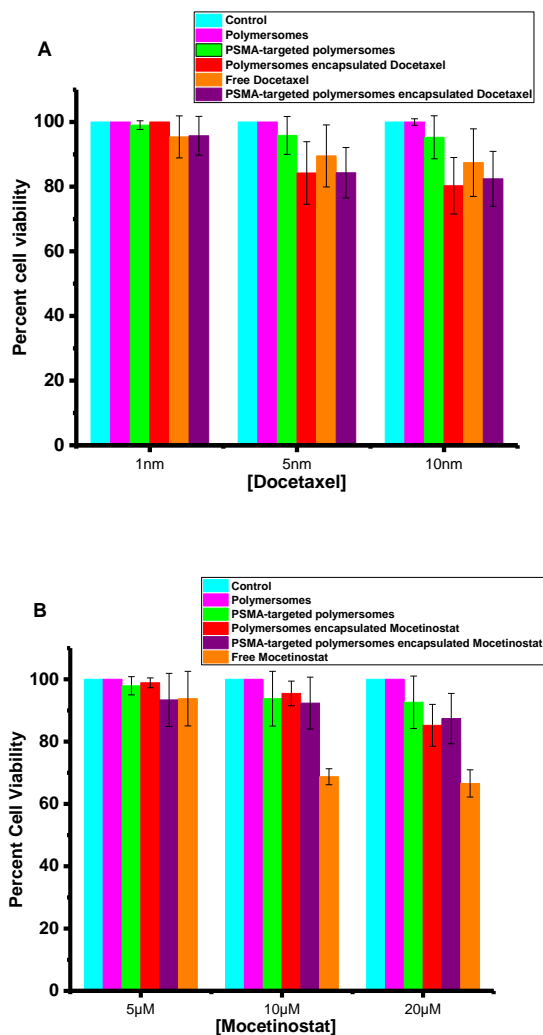 A
Control
Polymersomes
PSMA-targeted polymersomes
Polymersomes encapsulated Docetaxel
Free Docetaxel
PSMA-targeted polymersomes encapsulated Docetaxel
Percent cell viability
100
80
60
40
20
0
1nm 5nm 10nm
[Docetaxel]
B
Control
Polymersomes
PSMA-targeted polymersomes
Polymersomes encapsulated Mocetinostat
PSMA-targeted polymersomes encapsulated Mocetinostat
Free Mocetinostat
Percent Cell Viability
100
80
60
40
20
0
5µM 10µM 20µM
[Mocetinostat]